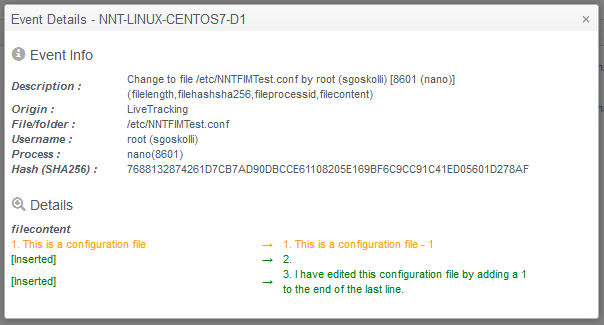 Event Details - NNT-LINUX-CENTOS7-D1 ×
Event Info
Description : Change to file /etc/NNTFIMTest.conf by root (sgoskolli) [8601 (nano)]
(filelength,filehashsha256,fileprocessid,filecontent)
Origin : LiveTracking
File/folder : /etc/NNTFIMTest.conf
Username : root (sgoskolli)
Process : nano(8601)
Hash (SHA256) : 7688132874261D7CB7AD90DBCCE61108205E169BF6C9CC91C41ED05601D278AF
Details
filecontent
1. This is a configuration file → 1. This is a configuration file - 1
[Inserted] → 2.
[Inserted] → 3. I have edited this configuration file by adding a 1
to the end of the last line.